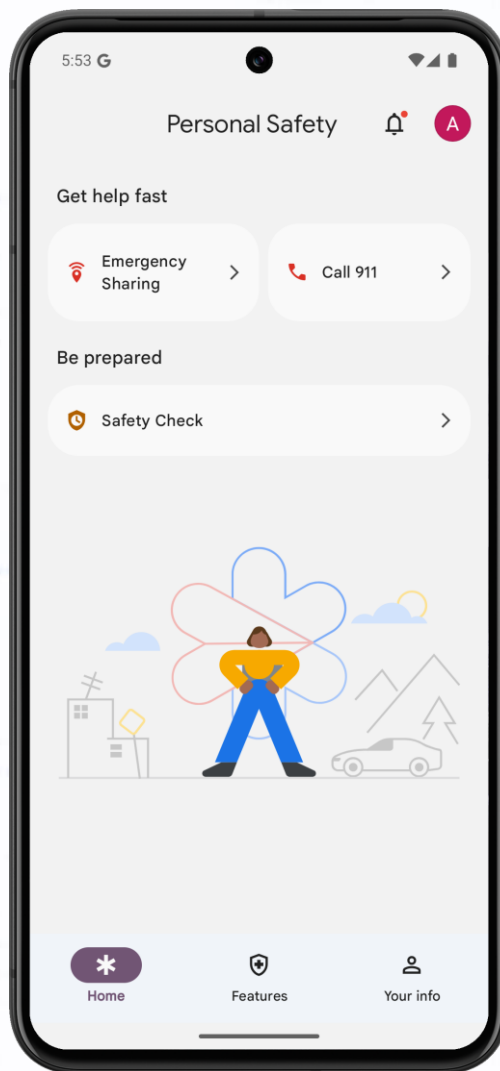 5:53 G
Personal Safety
A
Get help fast
Emergency
Sharing
Call 911
Be prepared
Safety Check
Home
Features
Your info